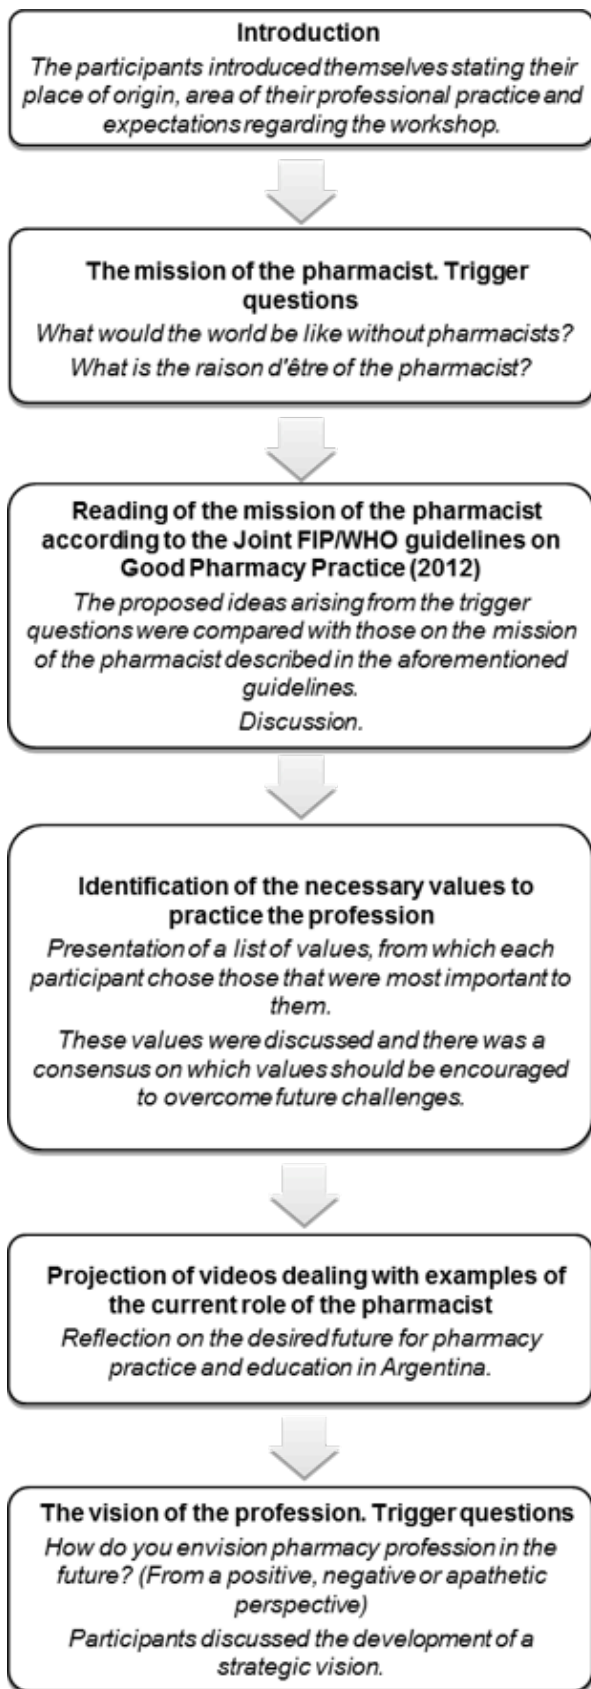 Introduction
The participants introduced themselves stating their
place of origin, area of their professional practice and
expectations regarding the workshop.
The mission of the pharmacist. Trigger
questions
What would the world be like without pharmacists?
What is the raison d'être of the pharmacist?
Reading of the mission of the pharmacist
according to the Joint FIP/WHO guidelines on
Good Pharmacy Practice (2012)
The proposed ideas arising from the trigger
questions were compared with those on the mission
of the pharmacist described in the aforementioned
guidelines.
Discussion.
Identification of the necessary values to
practice the profession
Presentation of a list of values, from which each
participant chose those that were most important to
them.
These values were discussed and there was a
consensus on which values should be encouraged
to overcome future challenges.
Projection of videos dealing with examples of
the current role of the pharmacist
Reflection on the desired future for pharmacy
practice and education in Argentina.
The vision of the profession. Trigger questions
How do you envision pharmacy profession in the
future? (From a positive, negative or apathetic
perspective)
Participants discussed the development of a
strategic vision.